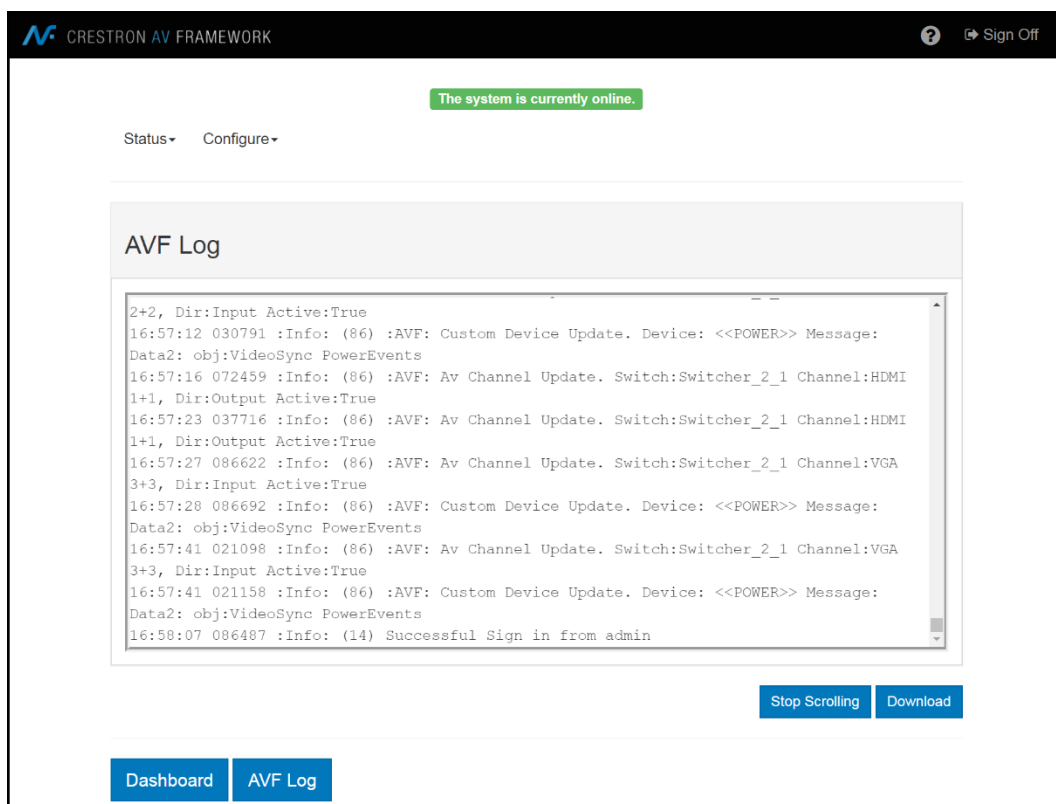 CRESTRON AV FRAMEWORK
Sign Off
The system is currently online.
Status
Configure
AVF Log
2+2, Dir:Input Active:True
16:57:12 030791 :Info: (86) :AVF: Custom Device Update. Device: <<POWER>> Message:
Data2: obj:VideoSync PowerEvents
16:57:16 072459 :Info: (86) :AVF: Av Channel Update. Switch:Switcher_2_1 Channel:HDMI
1+1, Dir:Output Active:True
16:57:23 037716 :Info: (86) :AVF: Av Channel Update. Switch:Switcher_2_1 Channel:HDMI
1+1, Dir:Output Active:True
16:57:27 086622 :Info: (86) :AVF: Av Channel Update. Switch:Switcher_2_1 Channel:VGA
3+3, Dir:Input Active:True
16:57:28 086692 :Info: (86) :AVF: Custom Device Update. Device: <<POWER>> Message:
Data2: obj:VideoSync PowerEvents
16:57:41 021098 :Info: (86) :AVF: Av Channel Update. Switch:Switcher_2_1 Channel:VGA
3+3, Dir:Input Active:True
16:57:41 021158 :Info: (86) :AVF: Custom Device Update. Device: <<POWER>> Message:
Data2: obj:VideoSync PowerEvents
16:58:07 086487 :Info: (14) Successful Sign in from admin
Stop Scrolling
Download
Dashboard
AVF Log